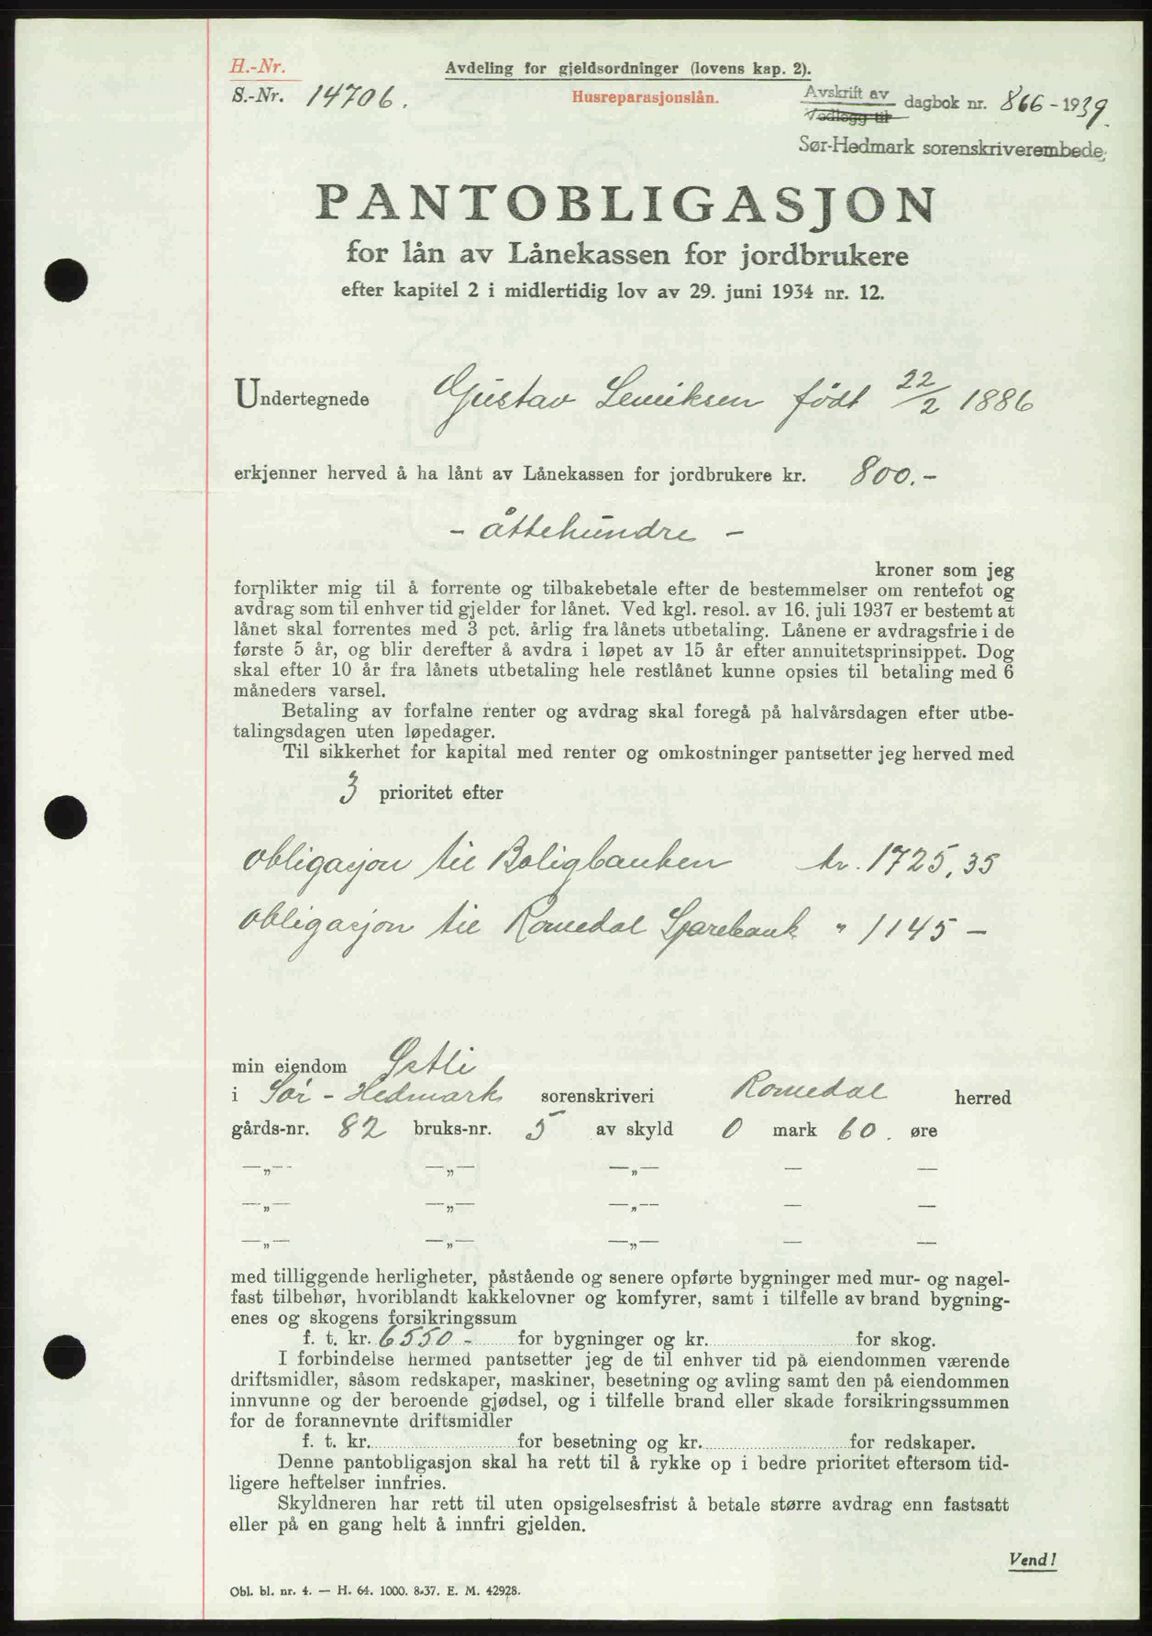 H.-Nr.
Avdeling for gjeldsordninger (lovens kap. 2).
S.-Nr. 14706.
Husreparasjonslån.
Avskrift av
Vedlegg til
dagbok nr. 866-1939.
Sør-Hedmark sorenskriverembede.
PANTOBLIGASJON
for lån av Lånekassen for jordbrukere
efter kapitel 2 i midlertidig lov av 29. juni 1934 nr. 12.
Undertegnede Gustav født 22/2 1886
erkjenner herved å ha lånt av Lånekassen for jordbrukere kr. 800.-
- åttehundre -
kroner som jeg
forplikter mig til å forrente og tilbakebetale efter de bestemmelser om rentefot og
avdrag som til enhver tid gjelder for lånet. Ved kgl. resol. av 16. juli 1937 er bestemt at
lånet skal forrentes med 3 pct. årlig fra lånets utbetaling. Lånene er avdragsfrie i de
første 5 år, og blir derefter å avdra i løpet av 15 år efter annuitetsprinsippet. Dog
skal efter 10 år fra lånets utbetaling hele restlånet kunne opsies til betaling med 6
måneders varsel.
Betaling av forfalne renter og avdrag skal foregå på halvårsdagen efter utbe-
talingsdagen uten løpedager.
Til sikkerhet for kapital med renter og omkostninger pantsetter jeg herved med
3 prioritet efter
obligasjon til Boligbanken kr. 1725,35
obligasjon til Romedal Sparebank " 1145 -
min eiendom Østli
i Sør-Hedmark sorenskriveri Romedal herred
gårds-nr. 82 bruks-nr. 5 av skyld 0 mark 60. øre
—„— —„— —„— — —
—„— —„— —„— — —
—„— —„— —„— — —
med tilliggende herligheter, påstående og senere opførte bygninger med mur- og nagel-
fast tilbehør, hvoriblandt kakkelovner og komfyrer, samt i tilfelle av brand bygning-
enes og skogens forsikringssum
f. t. kr. 6550 - for bygninger og kr. for skog.
I forbindelse hermed pantsetter jeg de til enhver tid på eiendommen værende
driftsmidler, såsom redskaper, maskiner, besetning og avling samt den på eiendommen
innvunne og der beroende gjødsel, og i tilfelle brand eller skade forsikringssummen
for de forannevnte driftsmidler
f. t. kr. for besetning og kr. for redskaper.
Denne pantobligasjon skal ha rett til å rykke op i bedre prioritet eftersom tid-
ligere heftelser innfries.
Skyldneren har rett til uten opsigelsesfrist å betale større avdrag enn fastsatt
eller på en gang helt å innfri gjelden.
Vend!
Obl. bl. nr. 4. — H. 64. 1000. 8-37. E. M. 42928.